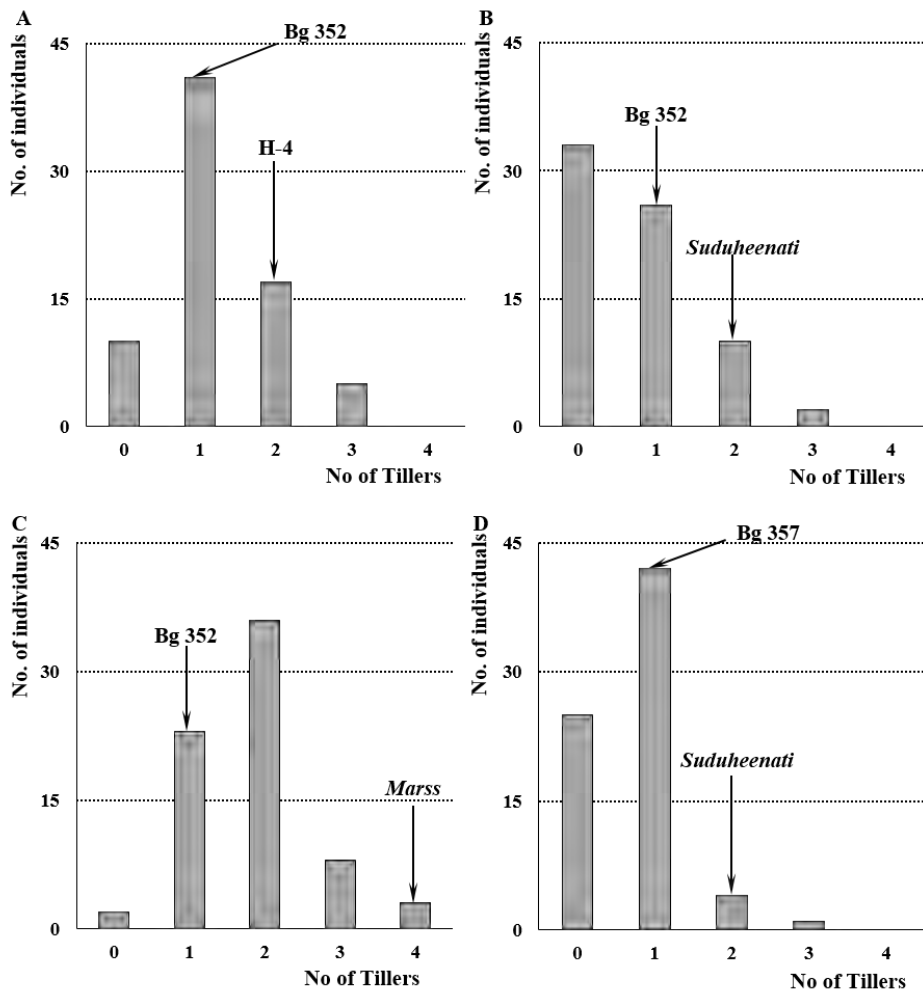 A
No. of individuals
45
30
15
0
Bg 352
H-4
0 1 2 3 4
No of Tillers
B
No. of individuals
45
30
15
0
Bg 352
Suduheenati
0 1 2 3 4
No of Tillers
C
No. of individuals
45
30
15
0
Bg 352
Marss
0 1 2 3 4
No of Tillers
D
No. of individuals
45
30
15
0
Bg 357
Suduheenati
0 1 2 3 4
No of Tillers